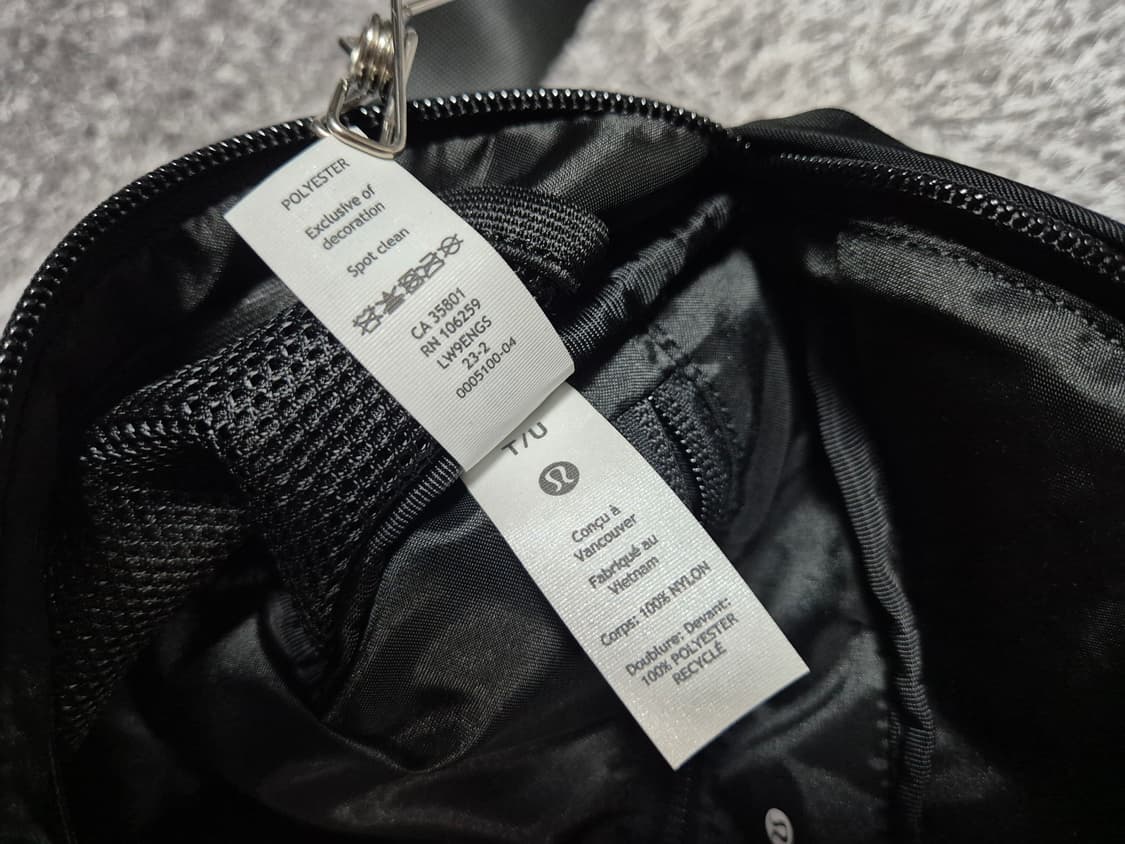 POLYESTER
Exclusive of
decoration
Spot clean
CA 35801
RN 106259
LW9ENGS
23-2
0005100-04
T/U
Conçu à
Vancouver
Fabriqué au
Vietnam
Corps: 100% NYLON
Doublure: Devant:
100% POLYESTER
RECYCLÉ